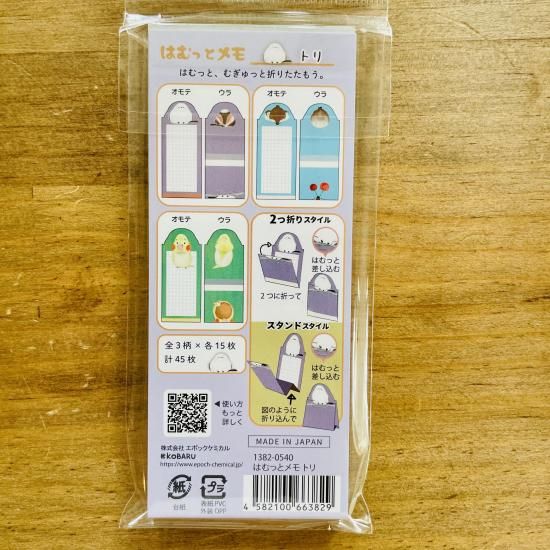 はむっとメモ トリ
はむっと、むぎゅっと折りたたもう。
オモテ ウラ
オモテ ウラ
オモテ ウラ
2つ折りスタイル
はむっと
差し込む
2つに折って
スタンドスタイル
はむっと
差し込む
図のように
折り込んで
全3柄×各15枚
計45枚
使い方
もっと
詳しく
MADE IN JAPAN
株式会社 エポックケミカル
KOBARU
https://www.epoch-chemical.jp/
1382-0540
はむっとメモ トリ
紙
台紙
プラ
表紙 PVC
外装 OPP
4 582100 663829